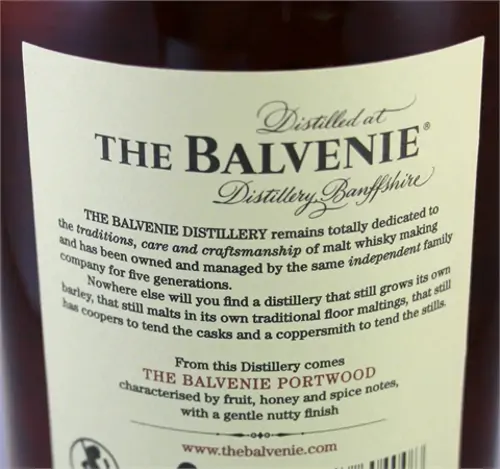 Distilled at
THE BALVENIE®
Distillery, Banffshire
THE BALVENIE DISTILLERY remains totally dedicated to
the traditions, care and craftsmanship of malt whisky making
and has been owned and managed by the same independent family
company for five generations.
Nowhere else will you find a distillery that still grows its own
barley, that still malts in its own traditional floor maltings, that still
has coopers to tend the casks and a coppersmith to tend the stills.
From this Distillery comes
THE BALVENIE PORTWOOD
characterised by fruit, honey and spice notes,
with a gentle nutty finish
www.thebalvenie.com